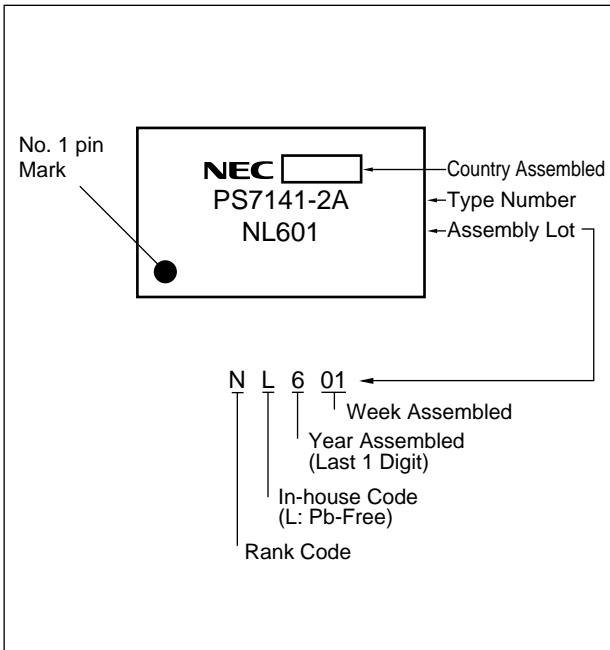 No. 1 pin
Mark
NEC
Country Assembled
PS7141-2A
Type Number
NL601
Assembly Lot
N L 6 01
Week Assembled
Year Assembled
(Last 1 Digit)
In-house Code
(L: Pb-Free)
Rank Code